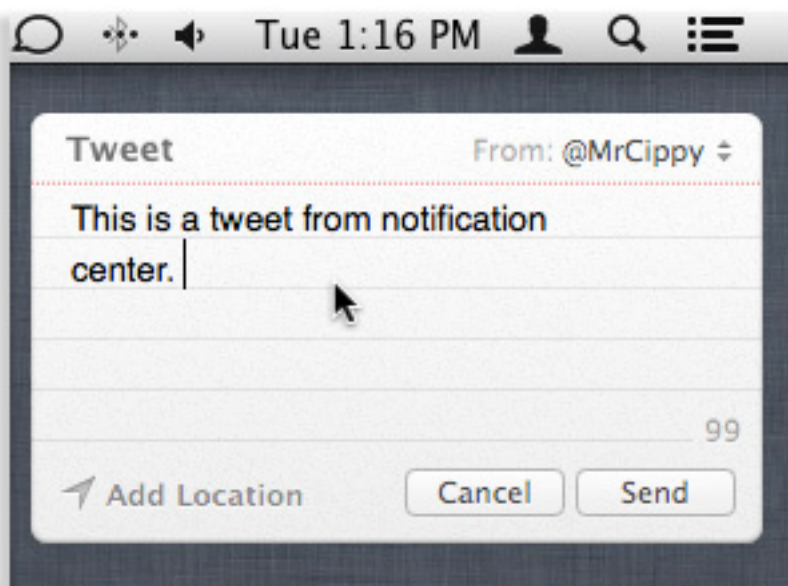 Tue 1:16 PM
Tweet From: @MrCippy
This is a tweet from notification
center.
99
Add Location Cancel Send